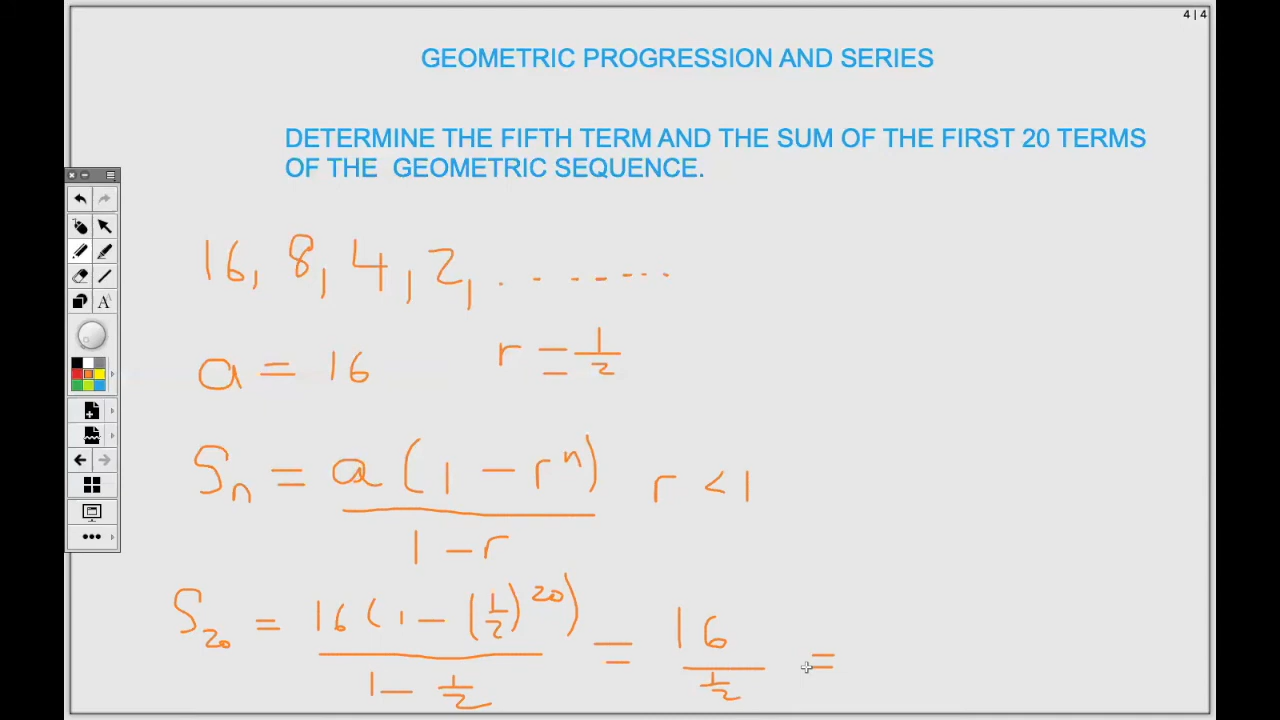 4 | 4
GEOMETRIC PROGRESSION AND SERIES
DETERMINE THE FIFTH TERM AND THE SUM OF THE FIRST 20 TERMS
OF THE GEOMETRIC SEQUENCE.
16, 8, 4, 2, . . . . . . . .
a = 16 r = 1/2
Sₙ = a (1 - rⁿ) / 1 - r r < 1
S₂₀ = 16 (1 - (1/2)²⁰) / 1 - 1/2 = 16 / 1/2 =